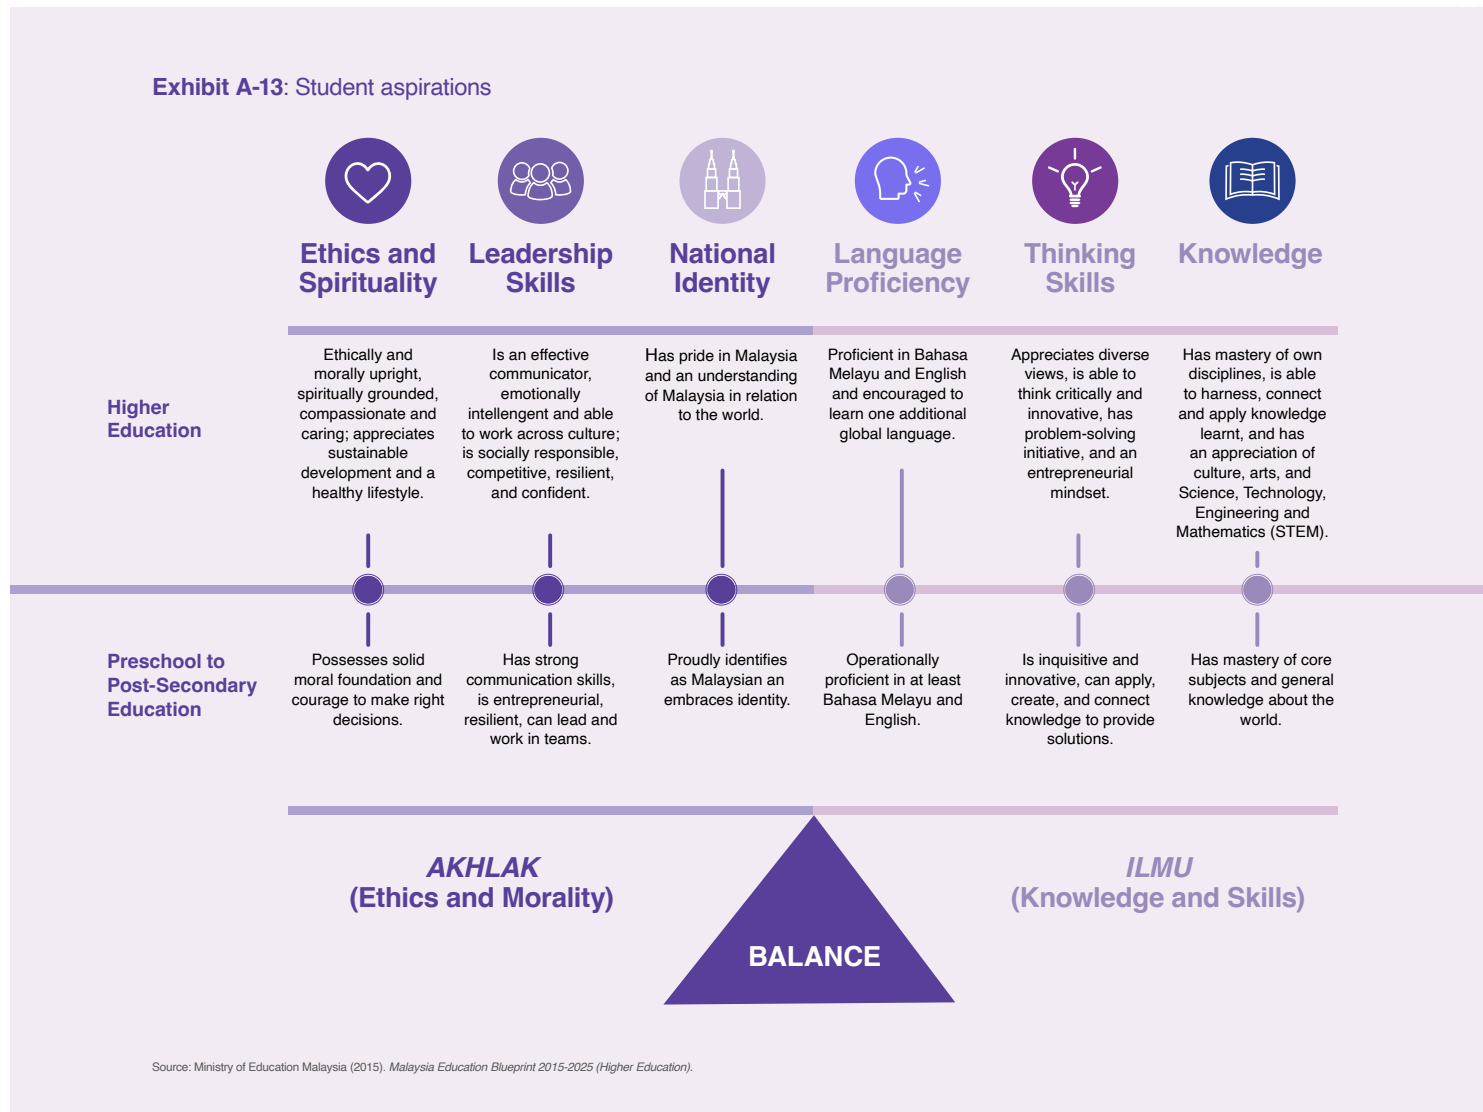 Exhibit A-13: Student aspirations
Ethics and
Spirituality
Leadership
Skills
National
Identity
Language
Proficiency
Thinking
Skills
Knowledge
Higher
Education
Ethically and
morally upright,
spiritually grounded,
compassionate and
caring; appreciates
sustainable
development and a
healthy lifestyle.
Is an effective
communicator,
emotionally
intellengent and able
to work across culture;
is socially responsible,
competitive, resilient,
and confident.
Has pride in Malaysia
and an understanding
of Malaysia in relation
to the world.
Proficient in Bahasa
Melayu and English
and encouraged to
learn one additional
global language.
Appreciates diverse
views, is able to
think critically and
innovative, has
problem-solving
initiative, and an
entrepreneurial
mindset.
Has mastery of own
disciplines, is able
to harness, connect
and apply knowledge
learnt, and has
an appreciation of
culture, arts, and
Science, Technology,
Engineering and
Mathematics (STEM).
Preschool to
Post-Secondary
Education
Possesses solid
moral foundation and
courage to make right
decisions.
Has strong
communication skills,
is entrepreneurial,
resilient, can lead and
work in teams.
Proudly identifies
as Malaysian an
embraces identity.
Operationally
proficient in at least
Bahasa Melayu and
English.
Is inquisitive and
innovative, can apply,
create, and connect
knowledge to provide
solutions.
Has mastery of core
subjects and general
knowledge about the
world.
AKHLAK
(Ethics and Morality)
BALANCE
ILMU
(Knowledge and Skills)
Source: Ministry of Education Malaysia (2015). Malaysia Education Blueprint 2015-2025 (Higher Education).